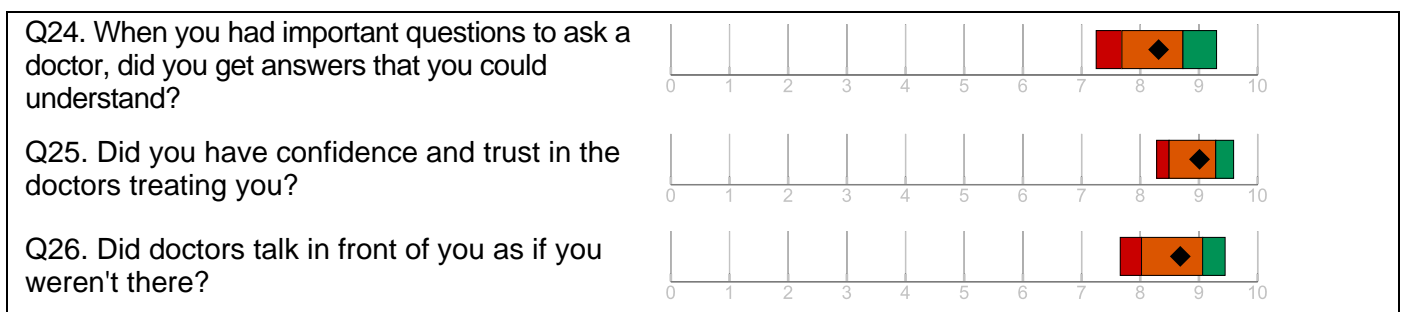 Q24. When you had important questions to ask a
doctor, did you get answers that you could
understand?
0 1 2 3 4 5 6 7 8 9 10
Q25. Did you have confidence and trust in the
doctors treating you?
0 1 2 3 4 5 6 7 8 9 10
Q26. Did doctors talk in front of you as if you
weren't there?
0 1 2 3 4 5 6 7 8 9 10